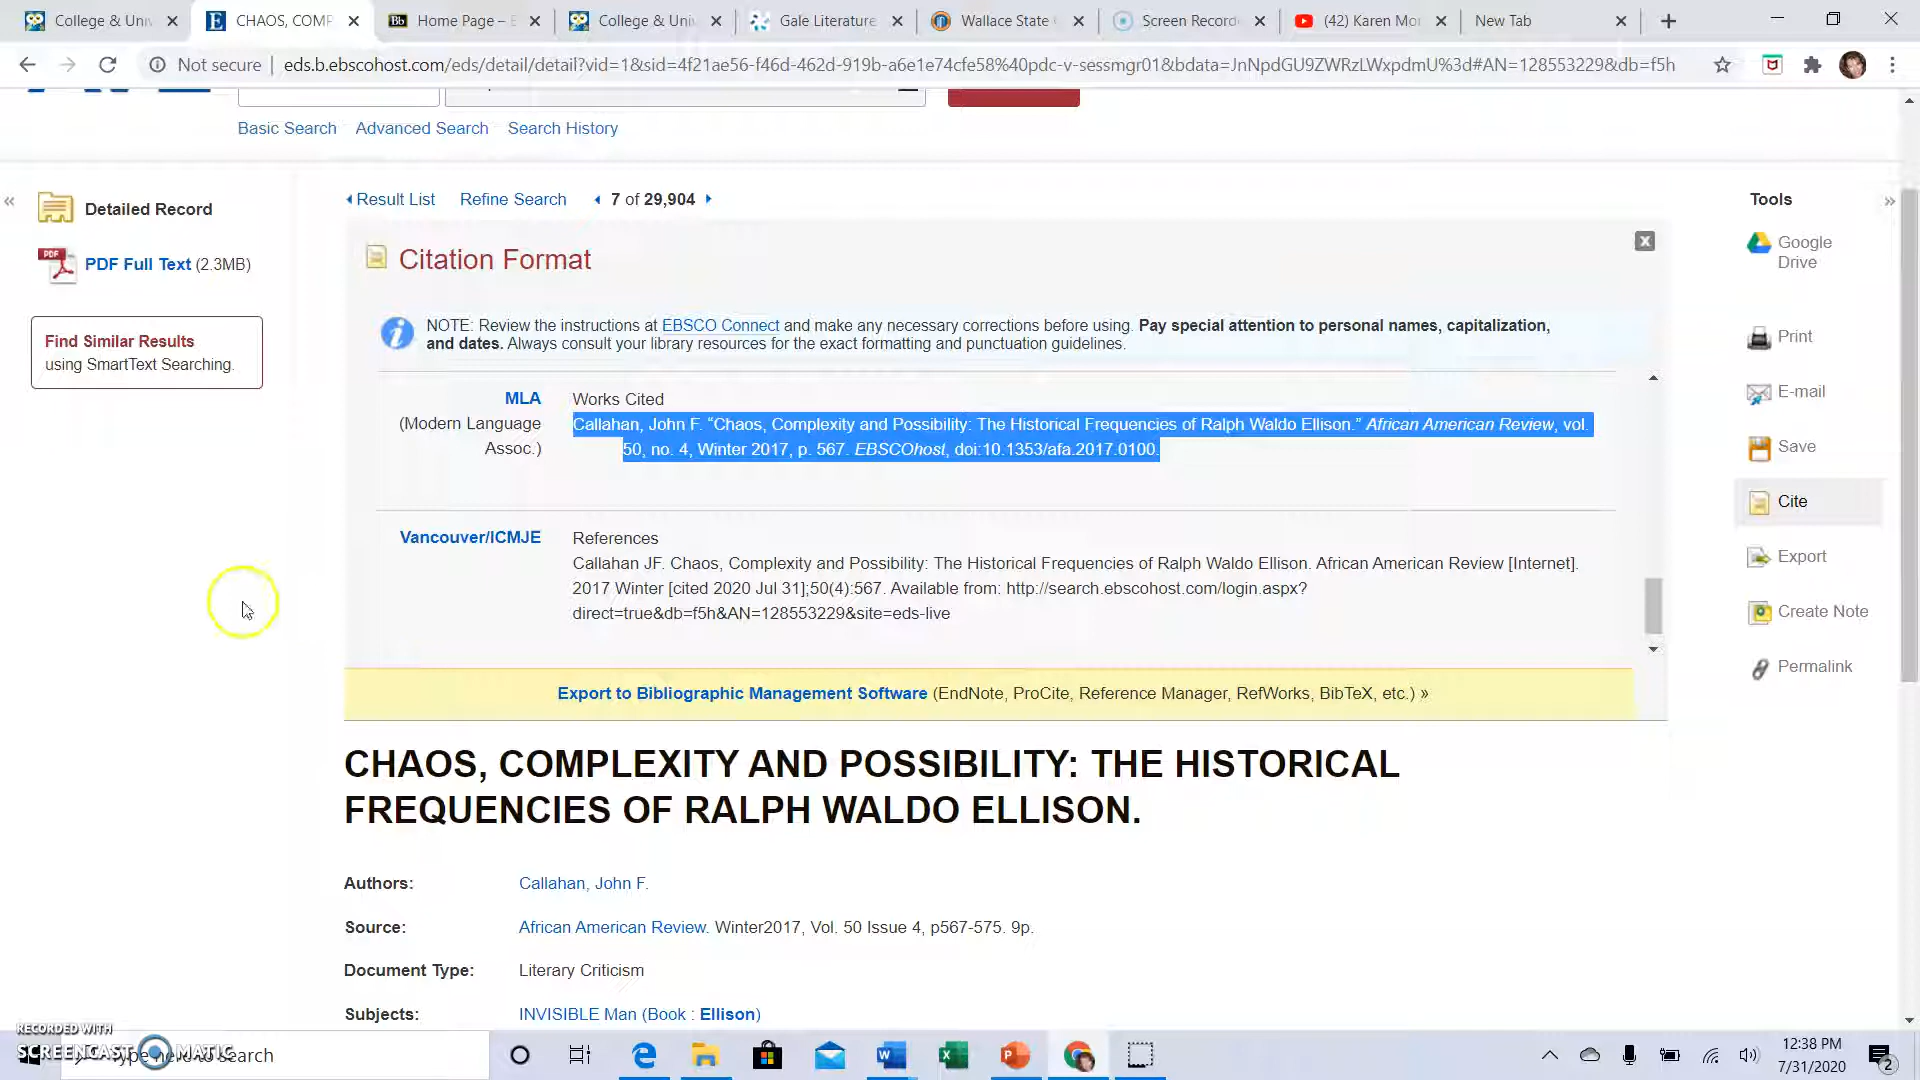 College & Univ
CHAOS, COMP
Home Page –
College & Univ
Gale Literature
Wallace State
Screen Record
(42) Karen Mo
New Tab
Not secure
eds.b.ebscohost.com/eds/detail/detail?vid=1&sid=4f21ae56-f46d-462d-919b-a6e1e74cfe58%40pdc-v-sessmgr01&bdata=JnNpdGU9ZWRzLWxpdmU%3d#AN=128553229&db=f5h
Basic Search Advanced Search Search History
Detailed Record
PDF Full Text (2.3MB)
Find Similar Results
using SmartText Searching.
Result List Refine Search 7 of 29,904
Citation Format
NOTE: Review the instructions at EBSCO Connect and make any necessary corrections before using. Pay special attention to personal names, capitalization,
and dates. Always consult your library resources for the exact formatting and punctuation guidelines.
MLA
(Modern Language
Assoc.)
Works Cited
Callahan, John F. “Chaos, Complexity and Possibility: The Historical Frequencies of Ralph Waldo Ellison.” African American Review, vol.
50, no. 4, Winter 2017, p. 567. EBSCOhost, doi:10.1353/afa.2017.0100.
Vancouver/ICMJE
References
Callahan JF. Chaos, Complexity and Possibility: The Historical Frequencies of Ralph Waldo Ellison. African American Review [Internet].
2017 Winter [cited 2020 Jul 31];50(4):567. Available from: http://search.ebscohost.com/login.aspx?
direct=true&db=f5h&AN=128553229&site=eds-live
Export to Bibliographic Management Software (EndNote, ProCite, Reference Manager, RefWorks, BibTeX, etc.) »
CHAOS, COMPLEXITY AND POSSIBILITY: THE HISTORICAL
FREQUENCIES OF RALPH WALDO ELLISON.
Authors: Callahan, John F.
Source: African American Review. Winter2017, Vol. 50 Issue 4, p567-575. 9p.
Document Type: Literary Criticism
Subjects: INVISIBLE Man (Book : Ellison)
Tools
Google
Drive
Print
E-mail
Save
Cite
Export
Create Note
Permalink
RECORDED WITH
SCREENCAST MATIC
Type here to search
12:38 PM
7/31/2020
2